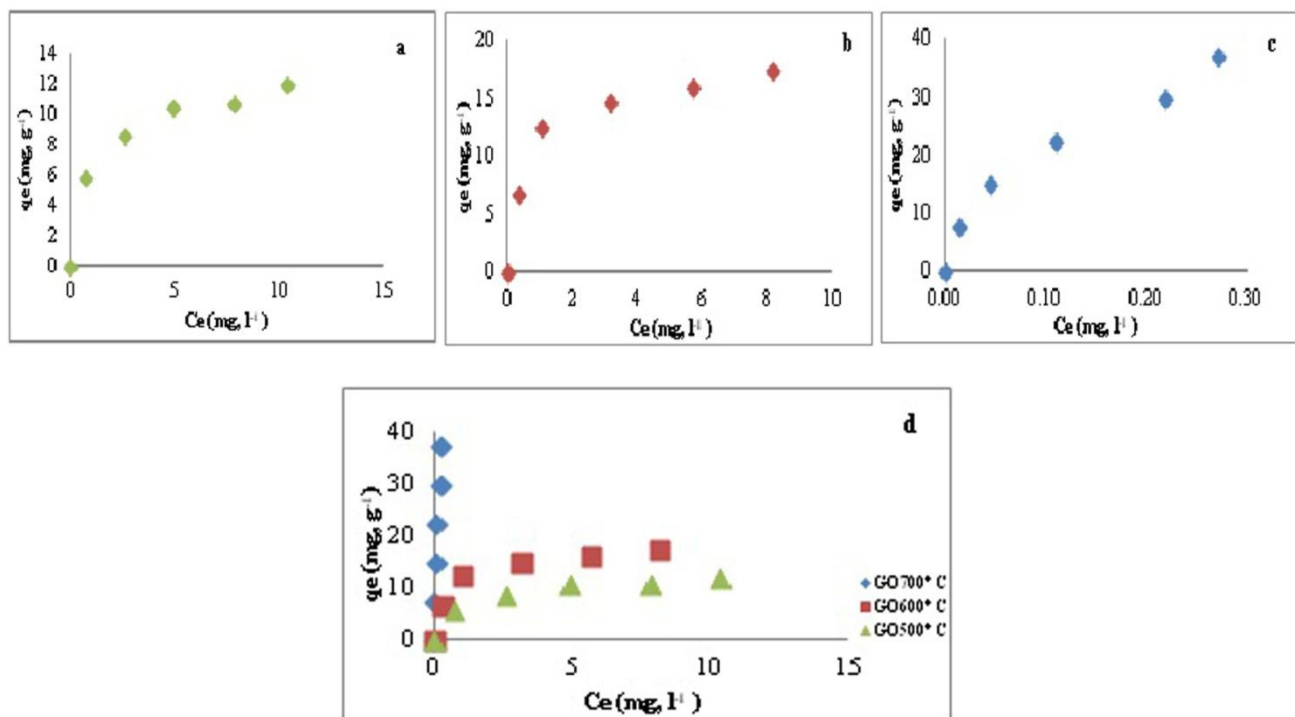 a
14
12
10
8
6
4
2
0
0 5 10 15
qe (mg, g⁻¹)
Ce (mg, l⁻¹)
b
20
15
10
5
0
0 2 4 6 8 10
qe (mg, g⁻¹)
Ce (mg, l⁻¹)
c
40
30
20
10
0
0.00 0.10 0.20 0.30
qe (mg, g⁻¹)
Ce (mg, l⁻¹)
d
40
30
20
10
0
0 5 10 15
qe (mg, g⁻¹)
Ce (mg, l⁻¹)
GO700° C
GO600° C
GO500° C